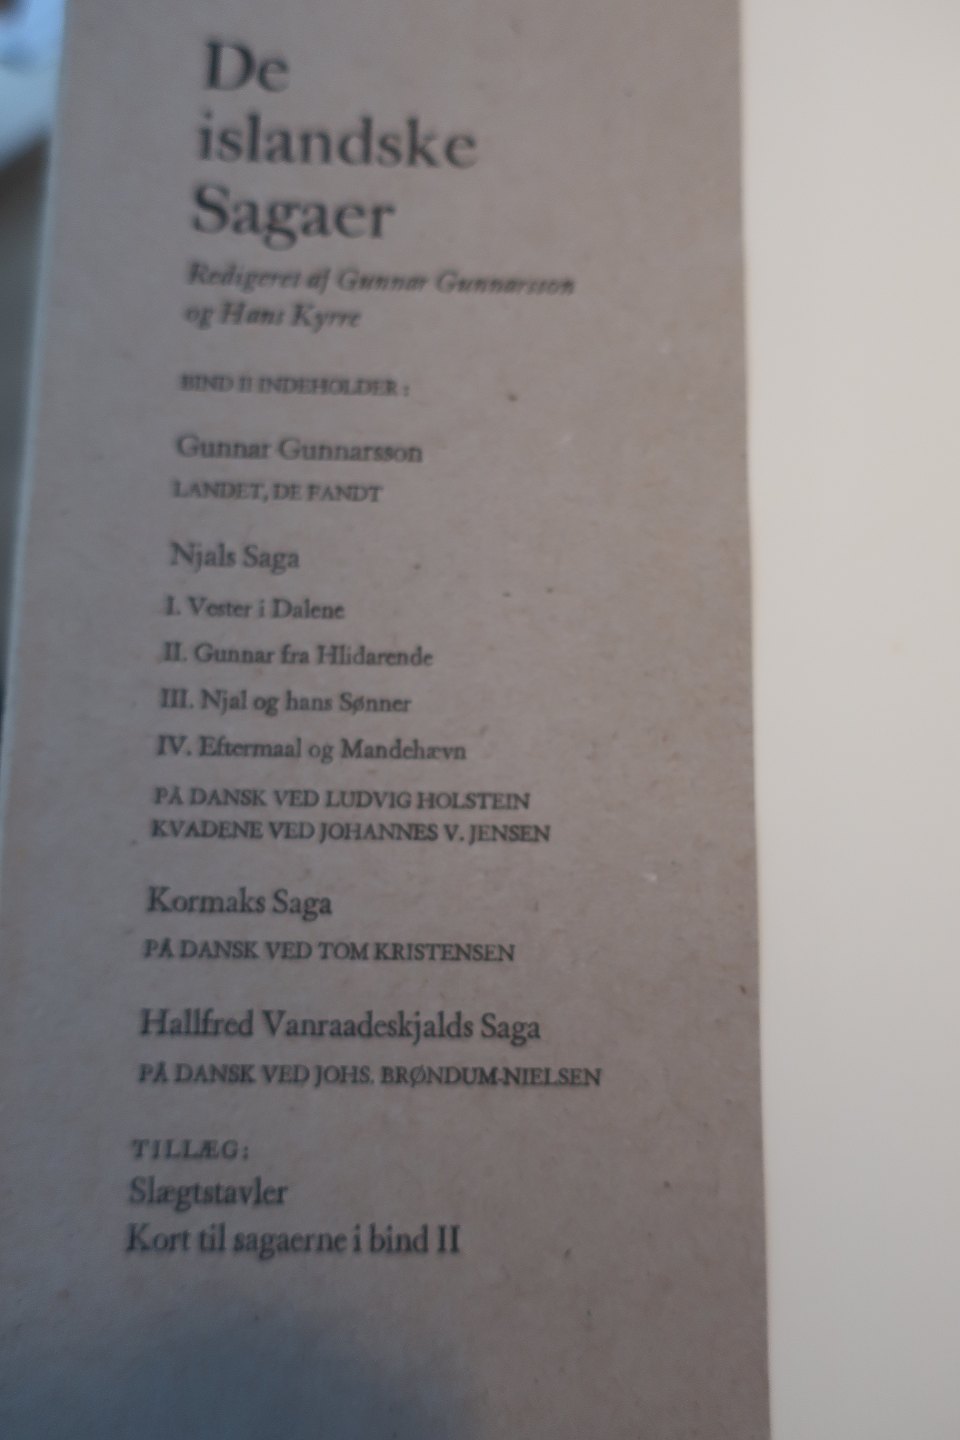 De
islandske
Sagaer
Redigeret af Gunnar Gunnarsson
og Hans Kyrre
BIND II INDEHOLDER:
Gunnar Gunnarsson
LANDET, DE FANDT
Njals Saga
I. Vester i Dalene
II. Gunnar fra Hlidarende
III. Njal og hans Sønner
IV. Eftermaal og Mandehævn
PÅ DANSK VED LUDVIG HOLSTEIN
KVADENE VED JOHANNES V. JENSEN
Kormaks Saga
PÅ DANSK VED TOM KRISTENSEN
Hallfred Vanraadeskjalds Saga
PÅ DANSK VED JOHS. BRØNDUM-NIELSEN
TILLÆG:
Slægtstavler
Kort til sagaerne i bind II